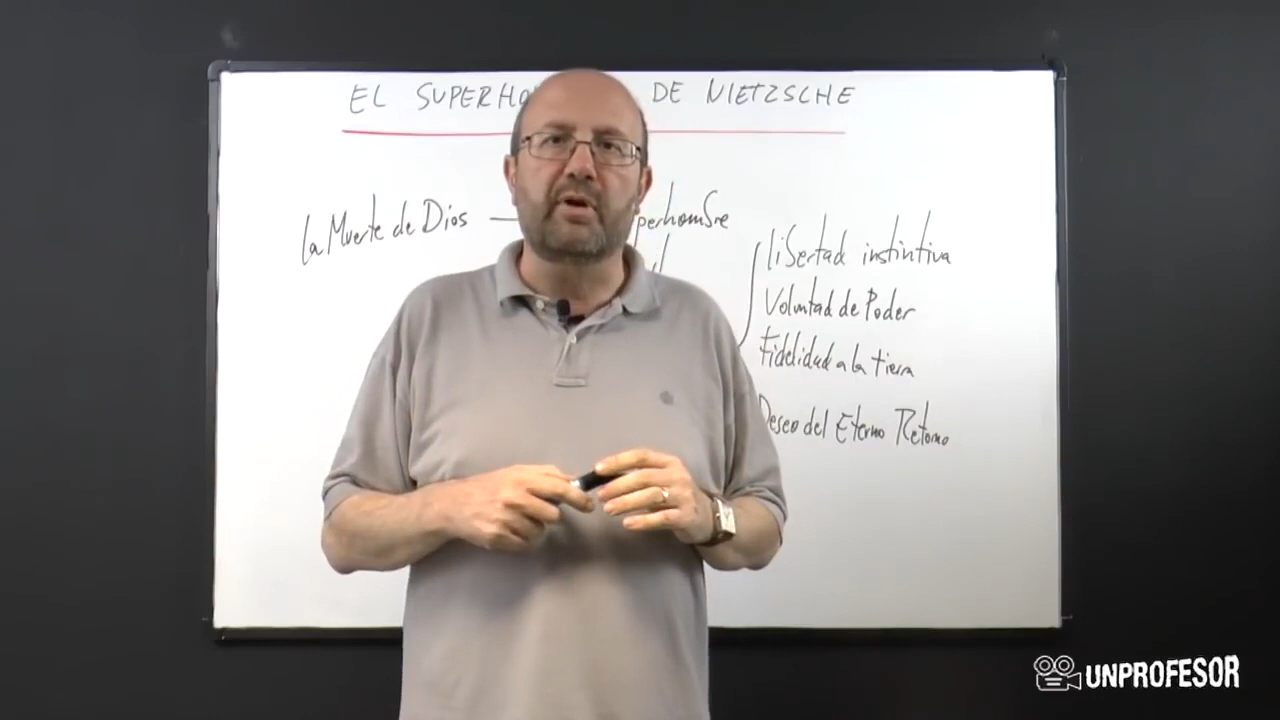 EL SUPERHO DE NIETZSCHE
la Muerte de Dios — perhombre
libertad instintiva
Voluntad de Poder
Fidelidad a la tierra
Deseo del Eterno Retorno
UNPROFESOR